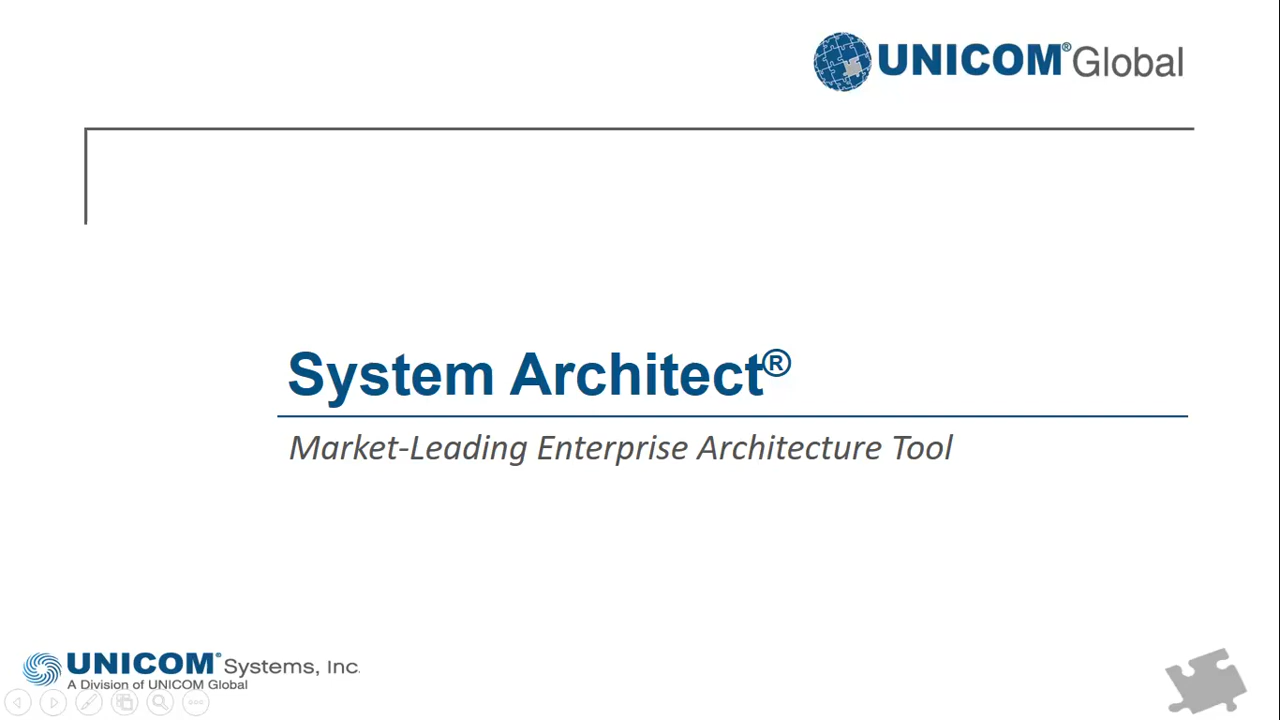 UNICOM® Global
System Architect®
Market-Leading Enterprise Architecture Tool
UNICOM® Systems, Inc.
A Division of UNICOM Global